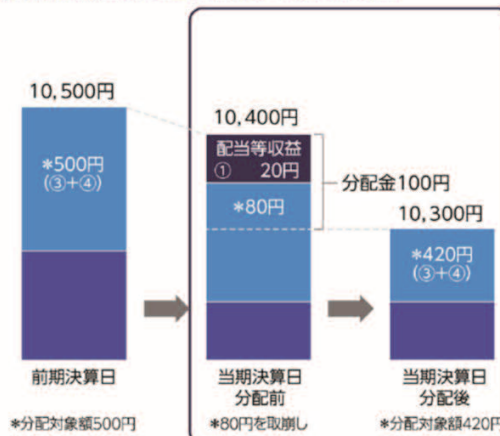 10,500円
*500円
(③+④)
前期決算日
*分配対象額500円
10,400円
配当等収益
① 20円
*80円
分配金100円
当期決算日
分配前
*80円を取崩し
10,300円
*420円
(③+④)
当期決算日
分配後
*分配対象額420円